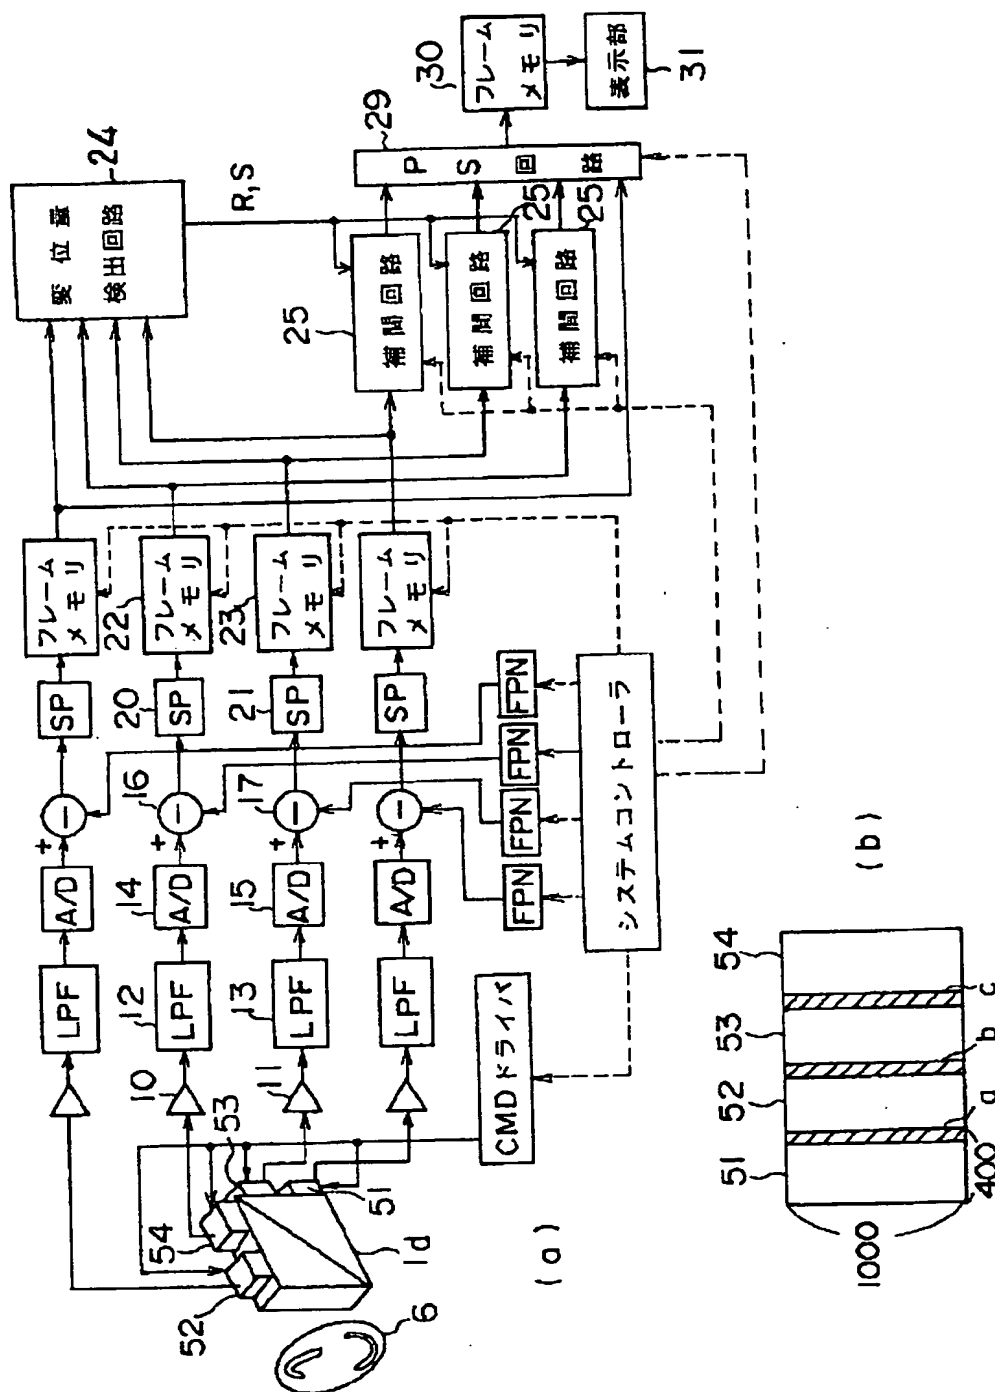 6
52
54
53
51
1d
CMDドライバ
10
11
LPF
12
LPF
13
LPF
LPF
A/D
14
A/D
15
A/D
A/D
+
+
+
+
−
16
−
17
−
−
FPN
FPN
FPN
FPN
システムコントローラ
SP
20
SP
21
SP
SP
フレーム
メモリ
22
フレーム
メモリ
23
フレーム
メモリ
フレーム
メモリ
変位量
検出回路
24
R,S
25
補間回路
25
補間回路
25
補間回路
29
PS回路
30
フレーム
メモリ
表示部
31
(a)
51
52
53
54
1000
400
a
b
c
(b)